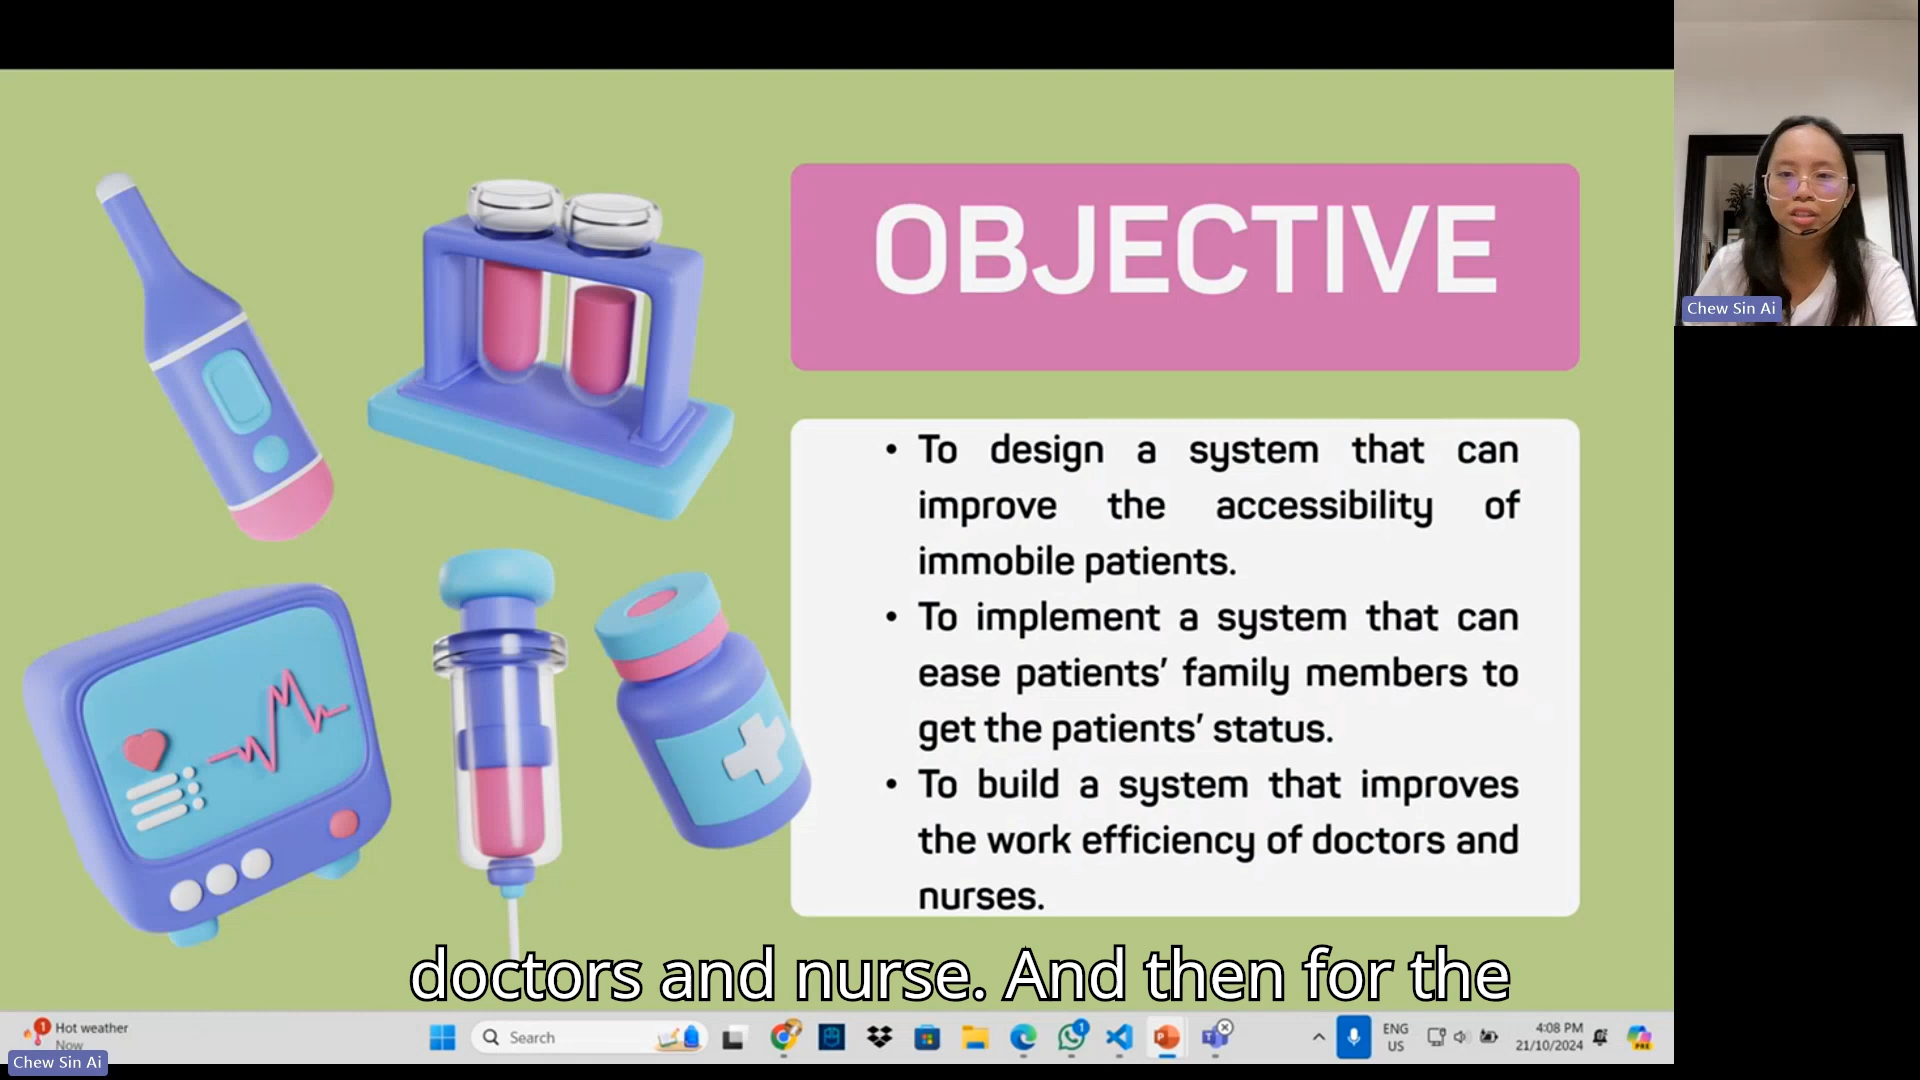 OBJECTIVE
Chew Sin Ai
• To design a system that can
improve the accessibility of
immobile patients.
• To implement a system that can
ease patients' family members to
get the patients' status.
• To build a system that improves
the work efficiency of doctors and
nurses.
doctors and nurse. And then for the
1
Hot weather
Now
Search
1
ENG
US
4:08 PM
21/10/2024
PRE
Chew Sin Ai